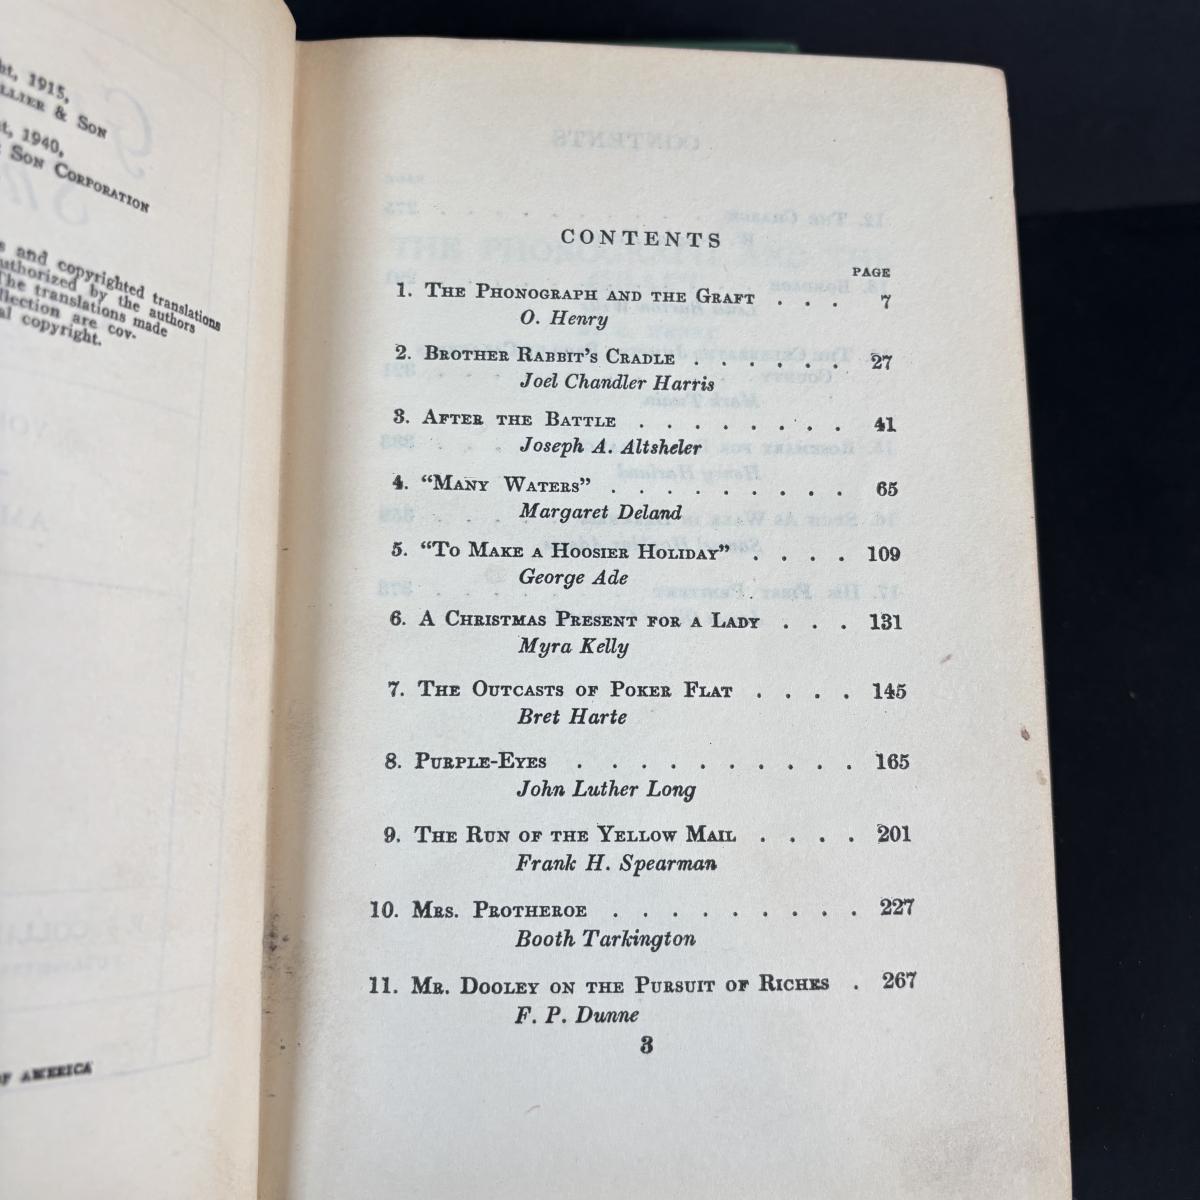 ht, 1915,
LLIER & SON
t, 1940,
SON CORPORATION
and copyrighted translations
uthorized by the authors
The translations made
llection are cov-
al copyright.
OF AMERICA
CONTENTS
PAGE
1. THE PHONOGRAPH AND THE GRAFT . . . 7
O. Henry
2. BROTHER RABBIT'S CRADLE . . . . . . 27
Joel Chandler Harris
3. AFTER THE BATTLE . . . . . . . . 41
Joseph A. Altsheler
4. "MANY WATERS" . . . . . . . . . 65
Margaret Deland
5. "TO MAKE A HOOSIER HOLIDAY" . . . . 109
George Ade
6. A CHRISTMAS PRESENT FOR A LADY . . . 131
Myra Kelly
7. THE OUTCASTS OF POKER FLAT . . . . 145
Bret Harte
8. PURPLE-EYES . . . . . . . . . . 165
John Luther Long
9. THE RUN OF THE YELLOW MAIL . . . . 201
Frank H. Spearman
10. MRS. PROTHEROE . . . . . . . . . 227
Booth Tarkington
11. MR. DOOLEY ON THE PURSUIT OF RICHES . 267
F. P. Dunne
3